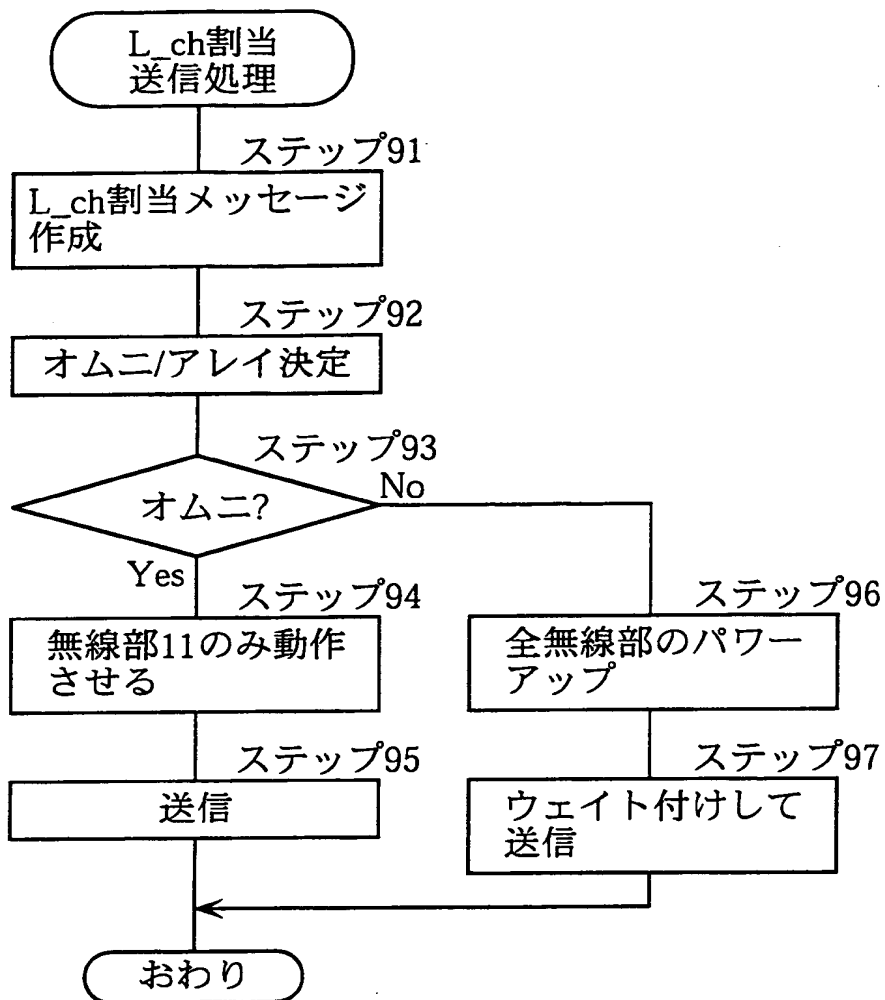 L_ch割当
送信処理
ステップ91
L_ch割当メッセージ
作成
ステップ92
オムニ/アレイ決定
ステップ93
オムニ?
No
Yes
ステップ94
無線部11のみ動作
させる
ステップ95
送信
ステップ96
全無線部のパワー
アップ
ステップ97
ウェイト付けして
送信
おわり